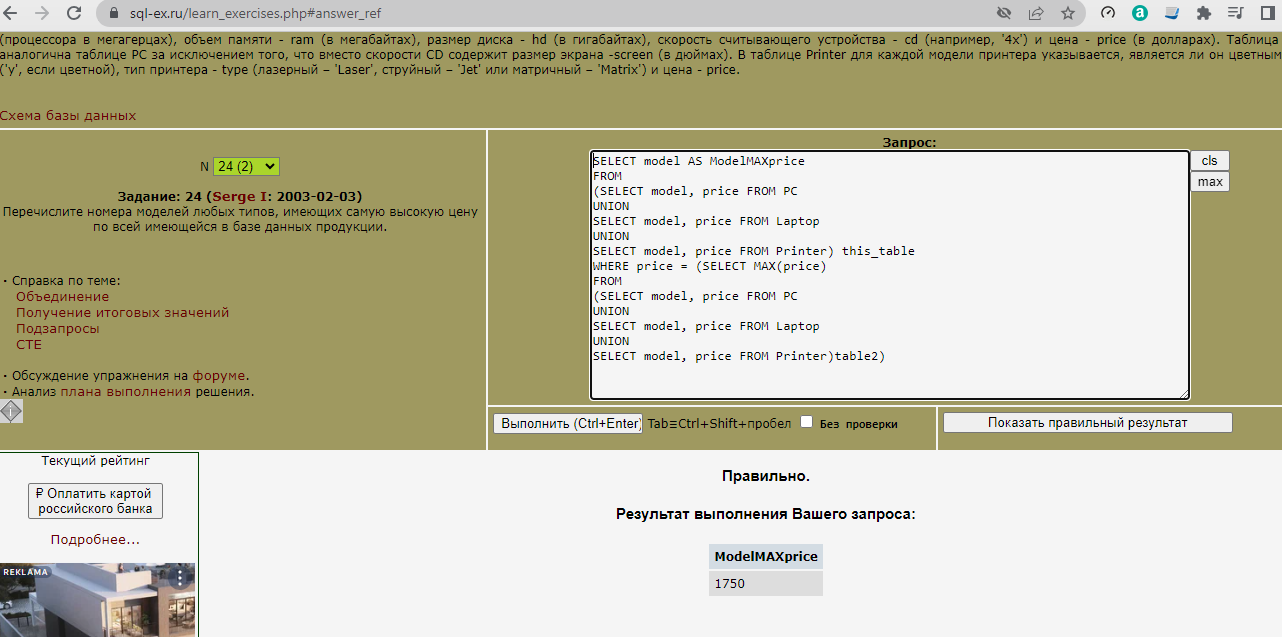 sql-ex.ru/learn_exercises.php#answer_ref
(процессора в мегагерцах), объем памяти - ram (в мегабайтах), размер диска - hd (в гигабайтах), скорость считывающего устройства - cd (например, '4x') и цена - price (в долларах). Таблица
аналогична таблице PC за исключением того, что вместо скорости CD содержит размер экрана -screen (в дюймах). В таблице Printer для каждой модели принтера указывается, является ли он цветным
('y', если цветной), тип принтера - type (лазерный – 'Laser', струйный – 'Jet' или матричный – 'Matrix') и цена - price.
Схема базы данных
N 24 (2)
Задание: 24 (Serge I: 2003-02-03)
Перечислите номера моделей любых типов, имеющих самую высокую цену
по всей имеющейся в базе данных продукции.
· Справка по теме:
Объединение
Получение итоговых значений
Подзапросы
CTE
· Обсуждение упражнения на форуме.
· Анализ плана выполнения решения.
Запрос:
SELECT model AS ModelMAXprice
FROM
(SELECT model, price FROM PC
UNION
SELECT model, price FROM Laptop
UNION
SELECT model, price FROM Printer) this_table
WHERE price = (SELECT MAX(price)
FROM
(SELECT model, price FROM PC
UNION
SELECT model, price FROM Laptop
UNION
SELECT model, price FROM Printer)table2)
cls
max
Выполнить (Ctrl+Enter) Tab≡Ctrl+Shift+пробел Без проверки
Показать правильный результат
Текущий рейтинг
₽ Оплатить картой
российского банка
Подробнее...
РЕКЛАМА
Правильно.
Результат выполнения Вашего запроса:
ModelMAXprice
1750